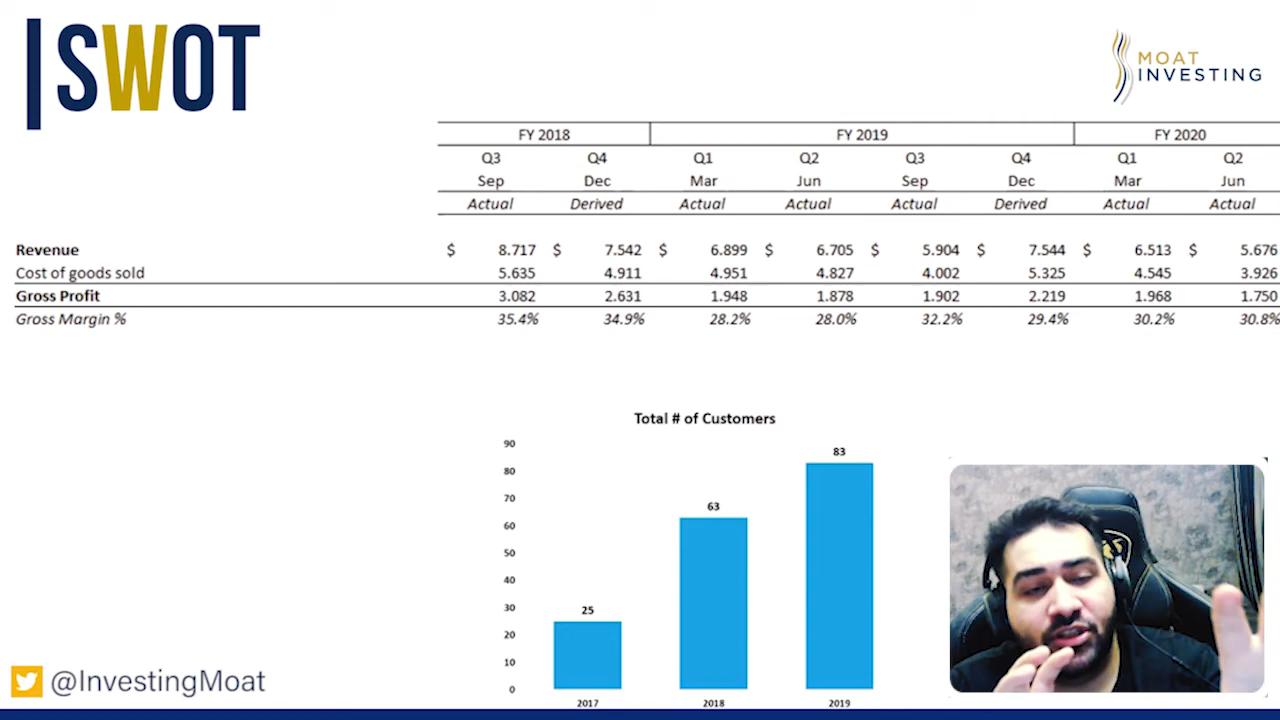 SWOT
MOAT
INVESTING
FY 2018 FY 2019 FY 2020
Q3 Q4 Q1 Q2 Q3 Q4 Q1 Q2
Sep Dec Mar Jun Sep Dec Mar Jun
Actual Derived Actual Actual Actual Derived Actual Actual
Revenue $ 8.717 $ 7.542 $ 6.899 $ 6.705 $ 5.904 $ 7.544 $ 6.513 $ 5.676
Cost of goods sold 5.635 4.911 4.951 4.827 4.002 5.325 4.545 3.926
Gross Profit 3.082 2.631 1.948 1.878 1.902 2.219 1.968 1.750
Gross Margin % 35.4% 34.9% 28.2% 28.0% 32.2% 29.4% 30.2% 30.8%
Total # of Customers
90
80
70
60
50
40
30
20
10
0
25
63
83
2017 2018 2019
@InvestingMoat